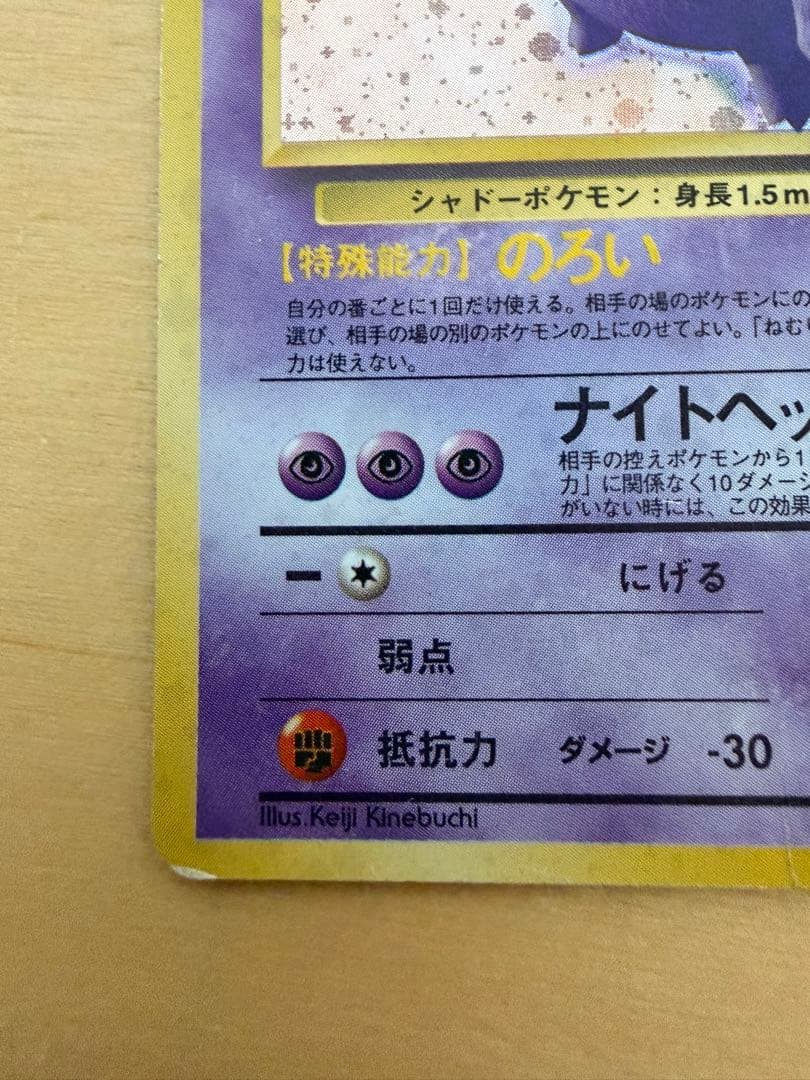 シャドーポケモン：身長1.5m
【特殊能力】のろい
自分の番ごとに1回だけ使える。相手の場のポケモンにの
選び、相手の場の別のポケモンの上にのせてよい。「ねむり
力は使えない。
ナイトヘッ
相手の控えポケモンから1
力」に関係なく10ダメージ
がいない時には、この効果
ー にげる
弱点
抵抗力 ダメージ -30
Illus. Keiji Kinebuchi